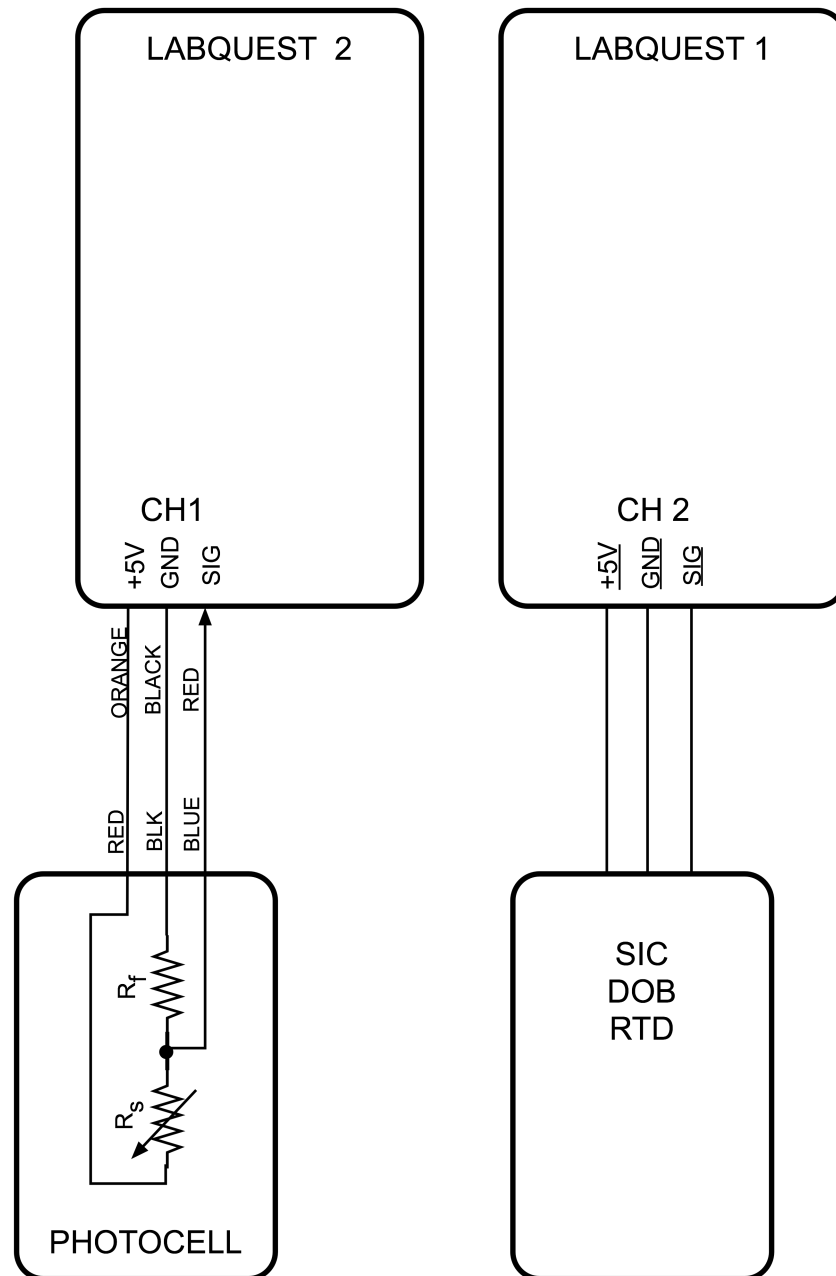 LABQUEST 2
CH1
+5V
GND
SIG
ORANGE
BLACK
RED
RED
BLK
BLUE
Rf
Rs
PHOTOCELL
LABQUEST 1
CH 2
+5V
GND
SIG
SIC
DOB
RTD